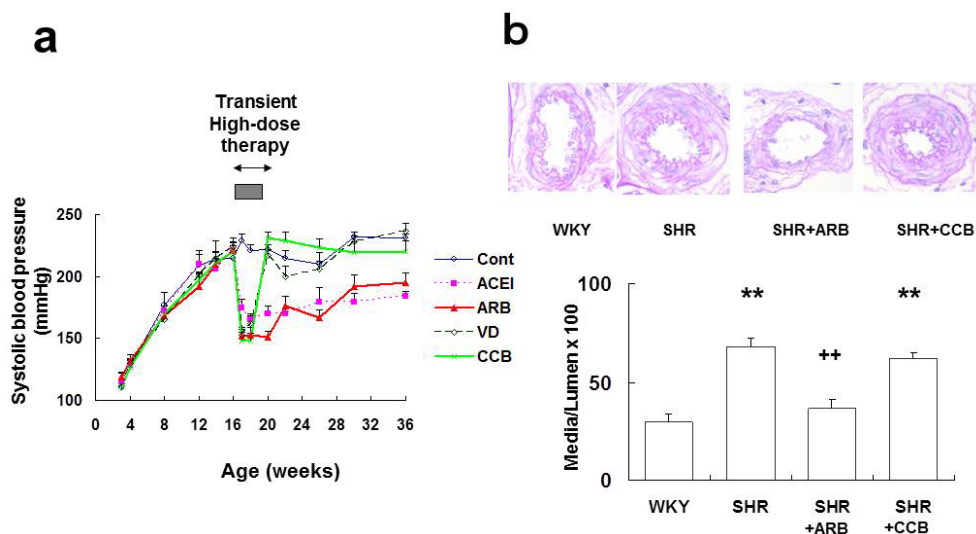 a
Transient
High-dose
therapy
Systolic blood pressure
(mmHg)
250
200
150
100
0 4 8 12 16 20 24 28 32 36
Age (weeks)
Cont
ACEI
ARB
VD
CCB
b
WKY SHR SHR+ARB SHR+CCB
Media/Lumen x 100
100
50
0
** ++ **
WKY SHR SHR SHR
+ARB +CCB